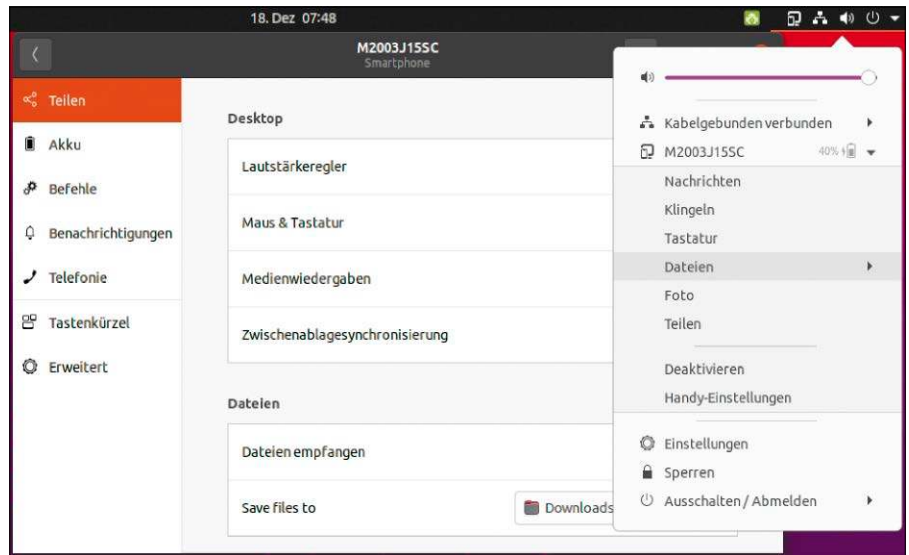 18. Dez 07:48
M2003J15SC
Smartphone
Teilen
Akku
Befehle
Benachrichtigungen
Telefonie
Tastenkürzel
Erweitert
Desktop
Lautstärkeregler
Maus & Tastatur
Medienwiedergaben
Zwischenablagesynchronisierung
Dateien
Dateien empfangen
Save files to
Downloads
Kabelgebunden verbunden
M2003J15SC 40%
Nachrichten
Klingeln
Tastatur
Dateien
Foto
Teilen
Deaktivieren
Handy-Einstellungen
Einstellungen
Sperren
Ausschalten / Abmelden